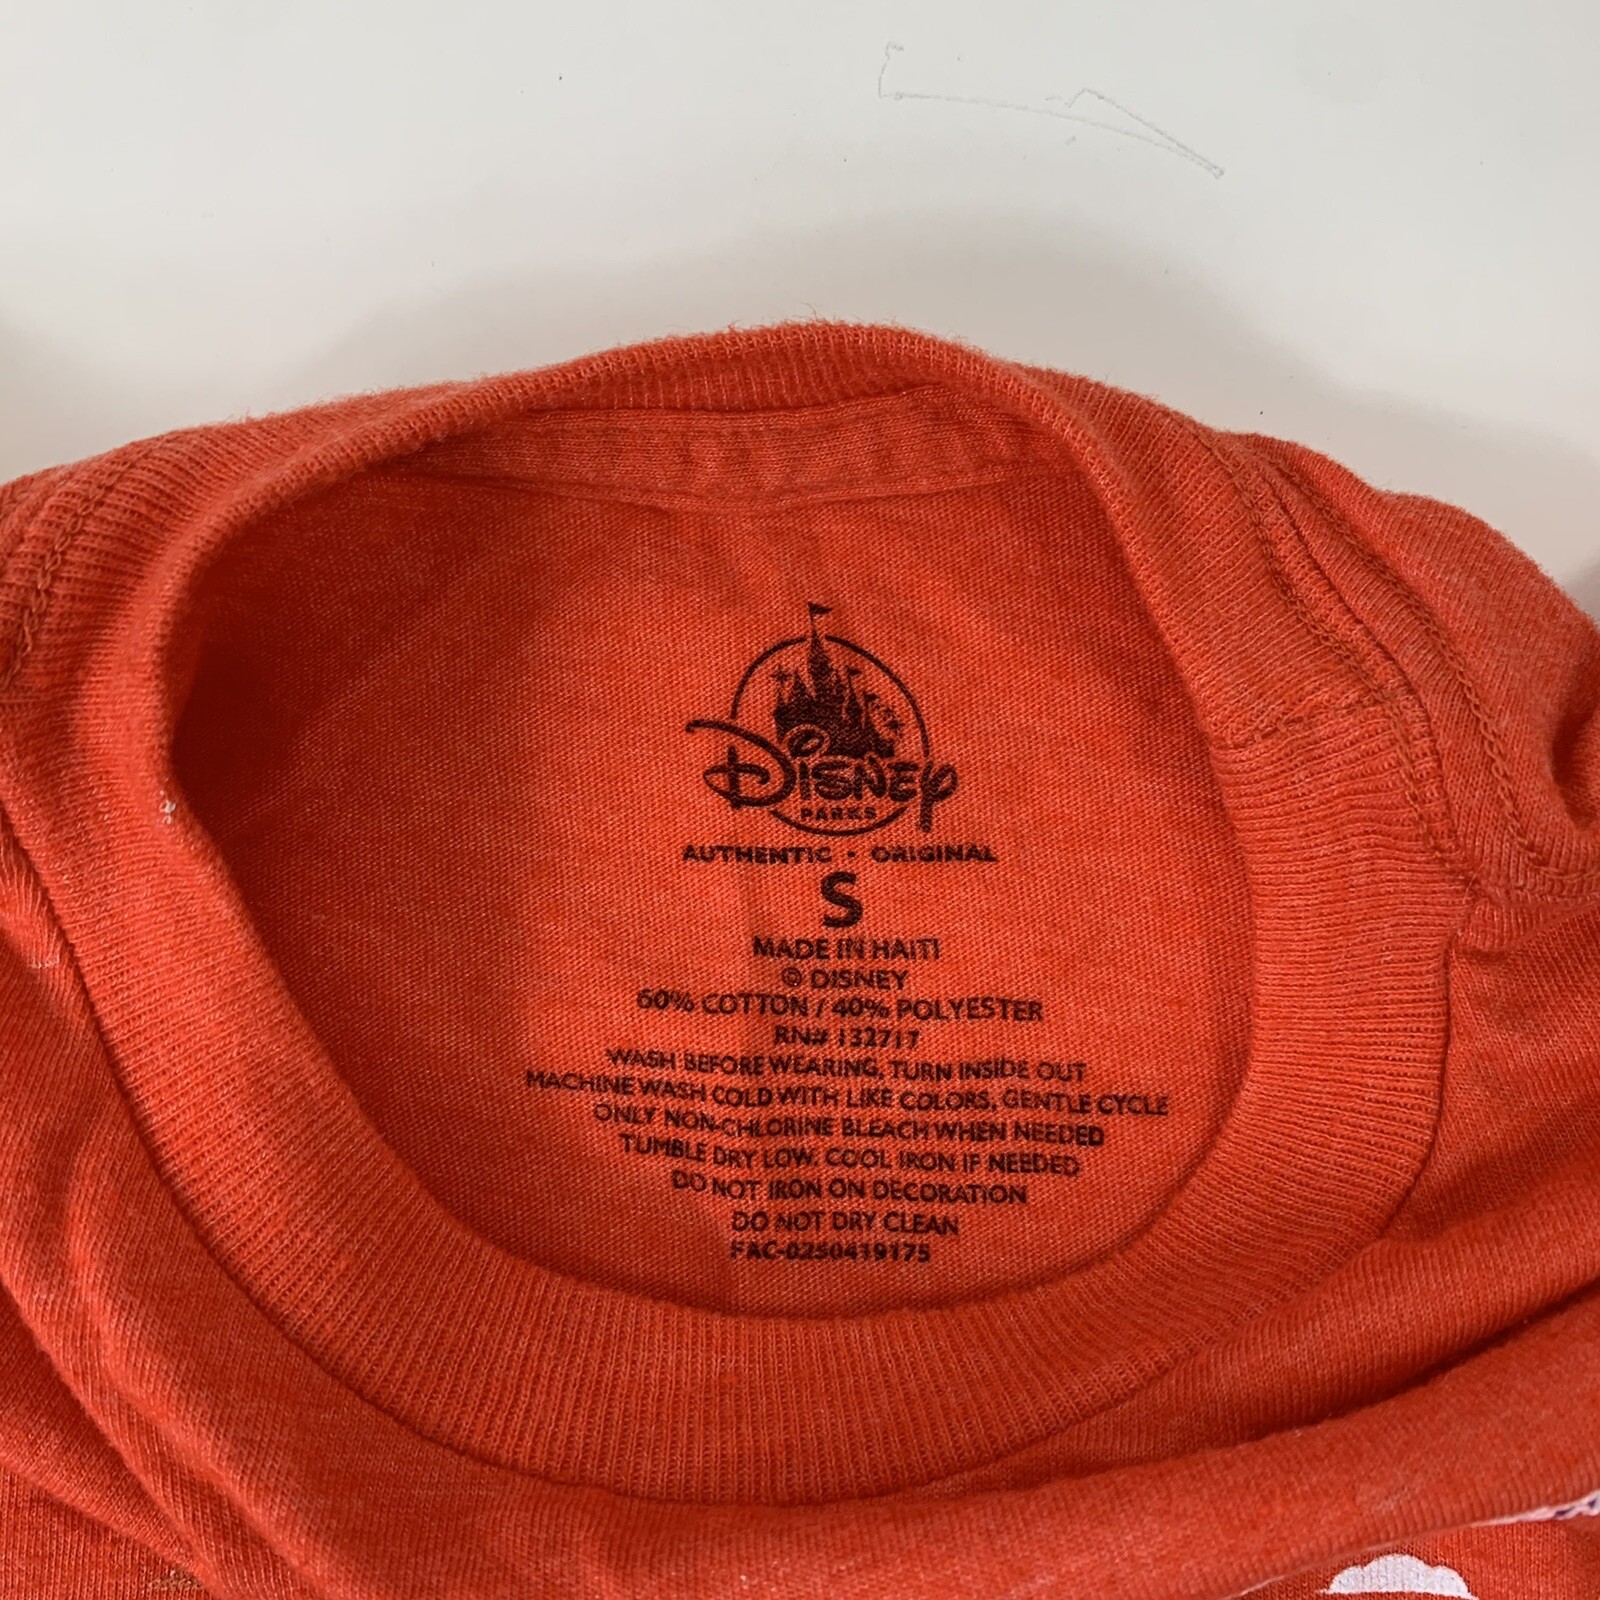 Disney
PARKS
AUTHENTIC • ORIGINAL
S
MADE IN HAITI
© DISNEY
60% COTTON / 40% POLYESTER
RN# 132717
WASH BEFORE WEARING, TURN INSIDE OUT
MACHINE WASH COLD WITH LIKE COLORS, GENTLE CYCLE
ONLY NON-CHLORINE BLEACH WHEN NEEDED
TUMBLE DRY LOW. COOL IRON IF NEEDED
DO NOT IRON ON DECORATION
DO NOT DRY CLEAN
FAC-0250419175